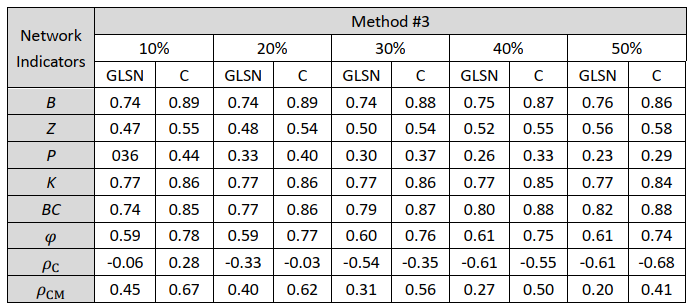 Network Indicators Method #3
10% 20% 30% 40% 50%
GLSN C GLSN C GLSN C GLSN C GLSN C
B 0.74 0.89 0.74 0.89 0.74 0.88 0.75 0.87 0.76 0.86
Z 0.47 0.55 0.48 0.54 0.50 0.54 0.52 0.55 0.56 0.58
P 036 0.44 0.33 0.40 0.30 0.37 0.26 0.33 0.23 0.29
K 0.77 0.86 0.77 0.86 0.77 0.86 0.77 0.85 0.77 0.84
BC 0.74 0.85 0.77 0.86 0.79 0.87 0.80 0.88 0.82 0.88
φ 0.59 0.78 0.59 0.77 0.60 0.76 0.61 0.75 0.61 0.74
ρC -0.06 0.28 -0.33 -0.03 -0.54 -0.35 -0.61 -0.55 -0.61 -0.68
ρCM 0.45 0.67 0.40 0.62 0.31 0.56 0.27 0.50 0.20 0.41